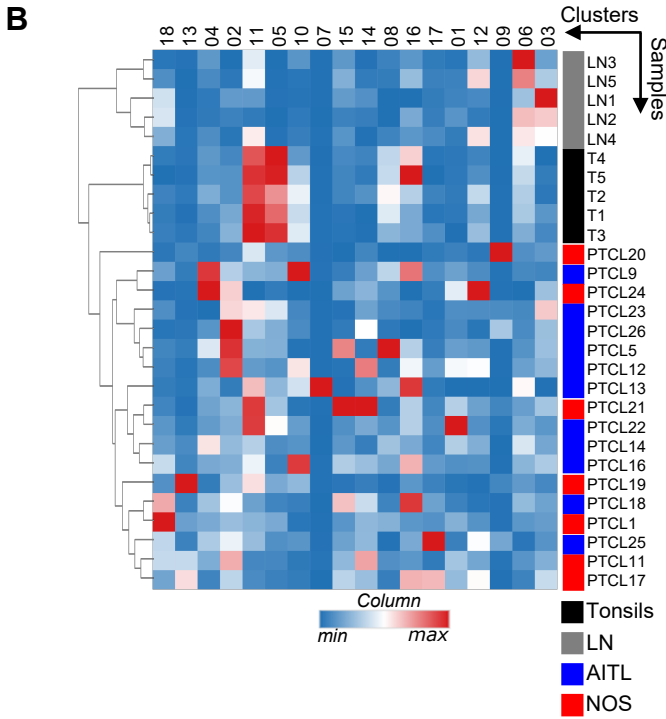 B
Clusters
18 13 04 02 11 05 10 07 15 14 08 16 17 01 12 09 06 03
Samples
LN3
LN5
LN1
LN2
LN4
T4
T5
T2
T1
T3
PTCL20
PTCL9
PTCL24
PTCL23
PTCL26
PTCL5
PTCL12
PTCL13
PTCL21
PTCL22
PTCL14
PTCL16
PTCL19
PTCL18
PTCL1
PTCL25
PTCL11
PTCL17
Column
min max
Tonsils
LN
AITL
NOS